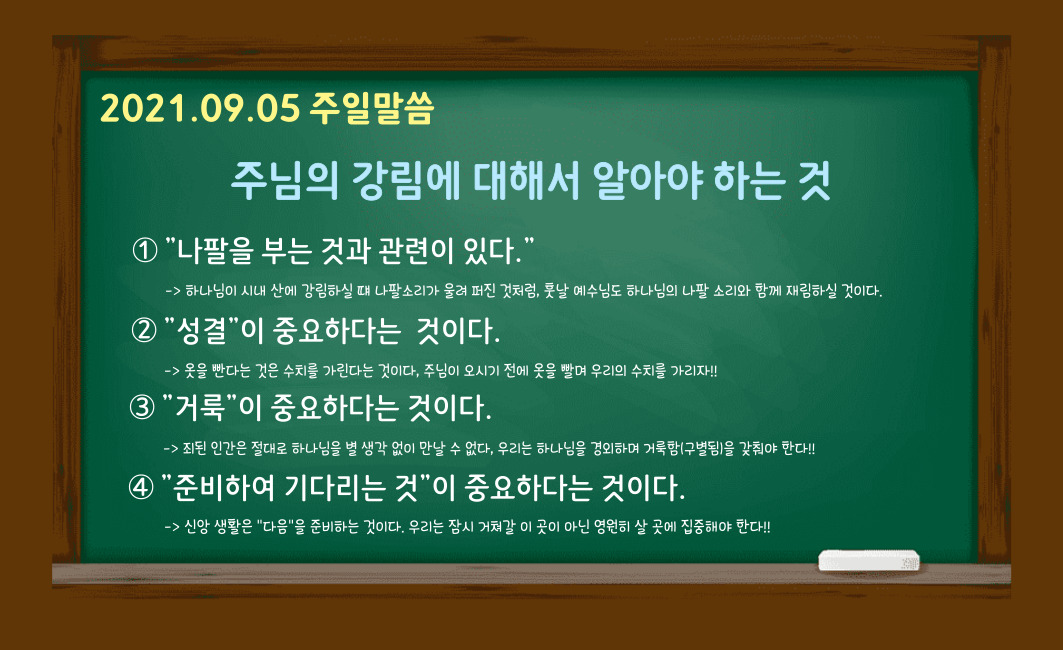 2021.09.05 주일말씀
주님의 강림에 대해서 알아야 하는 것
① "나팔을 부는 것과 관련이 있다."
-> 하나님이 시내 산에 강림하실 떄 나팔소리가 울려 퍼진 것처럼, 훗날 예수님도 하나님의 나팔 소리와 함께 재림하실 것이다.
② "성결"이 중요하다는 것이다.
-> 옷을 빤다는 것은 수치를 가린다는 것이다, 주님이 오시기 전에 옷을 빨며 우리의 수치를 가리자!!
③ "거룩"이 중요하다는 것이다.
-> 죄된 인간은 절대로 하나님을 별 생각 없이 만날 수 없다, 우리는 하나님을 경외하며 거룩함(구별됨)을 갖춰야 한다!!
④ "준비하여 기다리는 것"이 중요하다는 것이다.
-> 신앙 생활은 "다음"을 준비하는 것이다. 우리는 잠시 거쳐갈 이 곳이 아닌 영원히 살 곳에 집중해야 한다!!